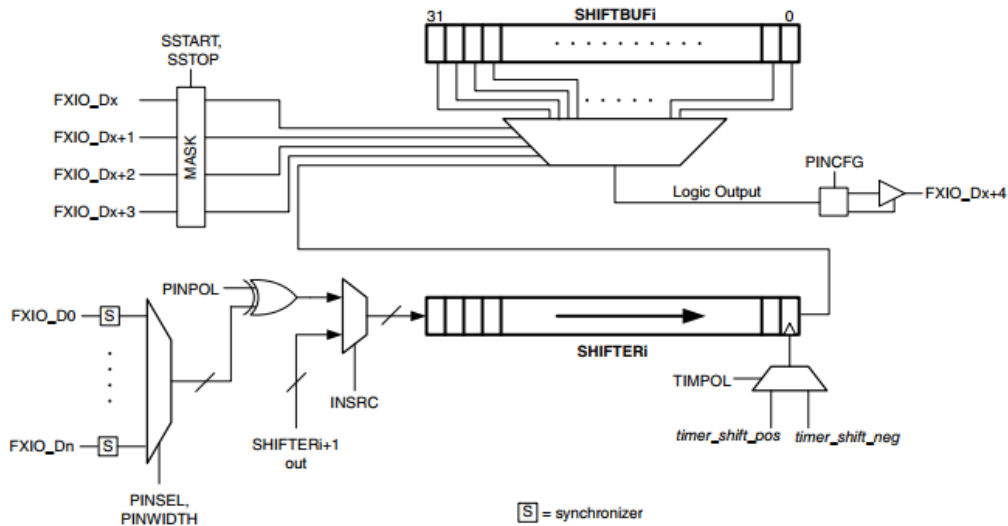 31
SHIFTBUFi
0
SSTART,
SSTOP
FXIO_Dx
FXIO_Dx+1
FXIO_Dx+2
FXIO_Dx+3
MASK
PINCFG
Logic Output
FXIO_Dx+4
PINPOL
FXIO_D0
S
INSRC
SHIFTERi
TIMPOL
FXIO_Dn
S
SHIFTERi+1
out
timer_shift_pos
timer_shift_neg
PINSEL,
PINWIDTH
S = synchronizer